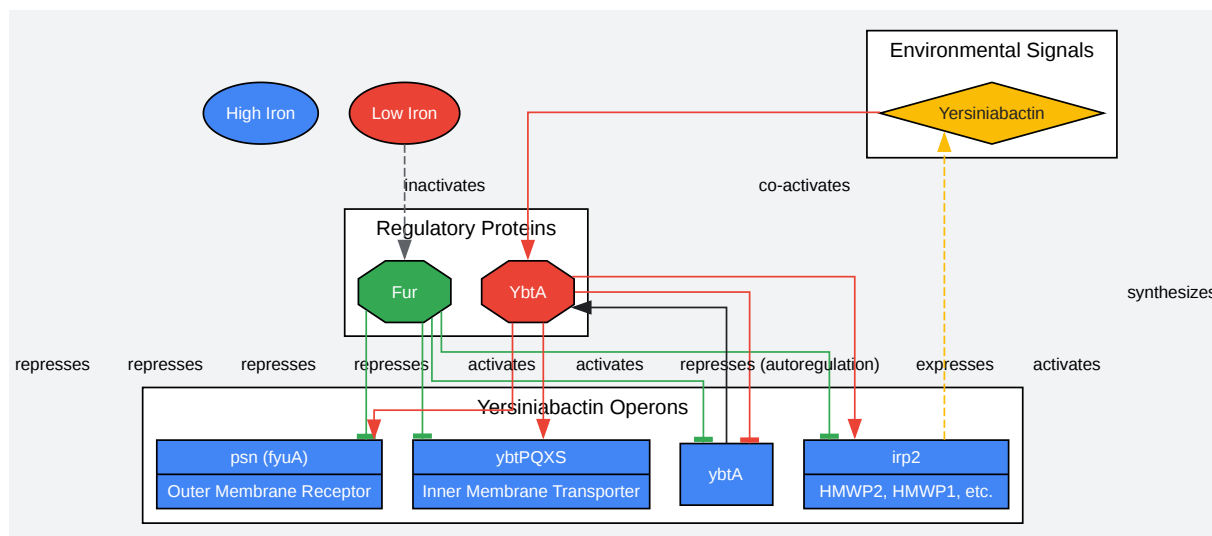 Environmental Signals
High Iron
Low Iron
Yersiniabactin
inactivates
co-activates
Regulatory Proteins
Fur
YbtA
synthesizes
represses
represses
represses
represses
activates
activates
represses (autoregulation)
expresses
activates
Yersiniabactin Operons
psn (fyuA)
Outer Membrane Receptor
ybtPQXS
Inner Membrane Transporter
ybtA
irp2
HMWP2, HMWP1, etc.